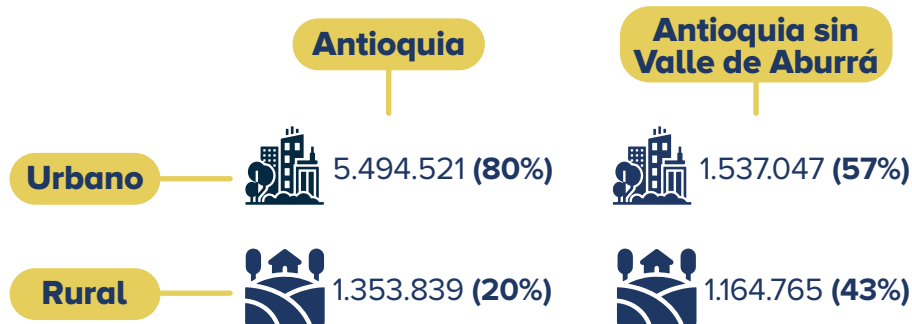 Antioquia
Antioquia sin
Valle de Aburrá
Urbano
5.494.521 (80%)
1.537.047 (57%)
Rural
1.353.839 (20%)
1.164.765 (43%)